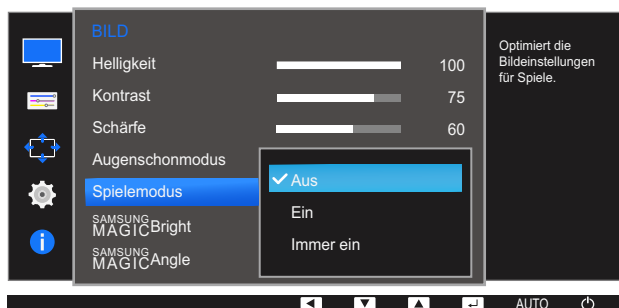 BILD
Helligkeit 100
Kontrast 75
Schärfe 60
Augenschonmodus
Spielemodus
SAMSUNG
MAGICBright
SAMSUNG
MAGICAngle
Aus
Ein
Immer ein
Optimiert die
Bildeinstellungen
für Spiele.
AUTO